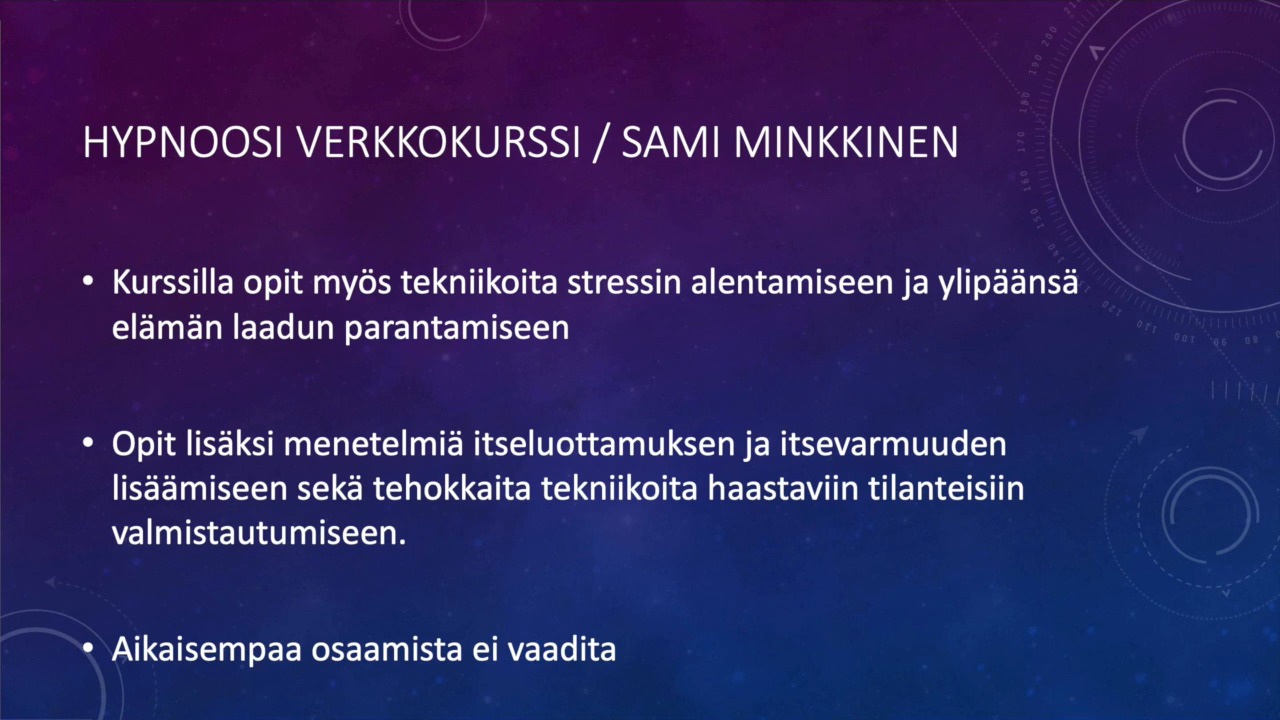 HYPNOOSI VERKKOKURSSI / SAMI MINKKINEN
• Kurssilla opit myös tekniikoita stressin alentamiseen ja ylipäänsä
elämän laadun parantamiseen
• Opit lisäksi menetelmiä itseluottamuksen ja itsevarmuuden
lisäämiseen sekä tehokkaita tekniikoita haastaviin tilanteisiin
valmistautumiseen.
• Aikaisempaa osaamista ei vaadita